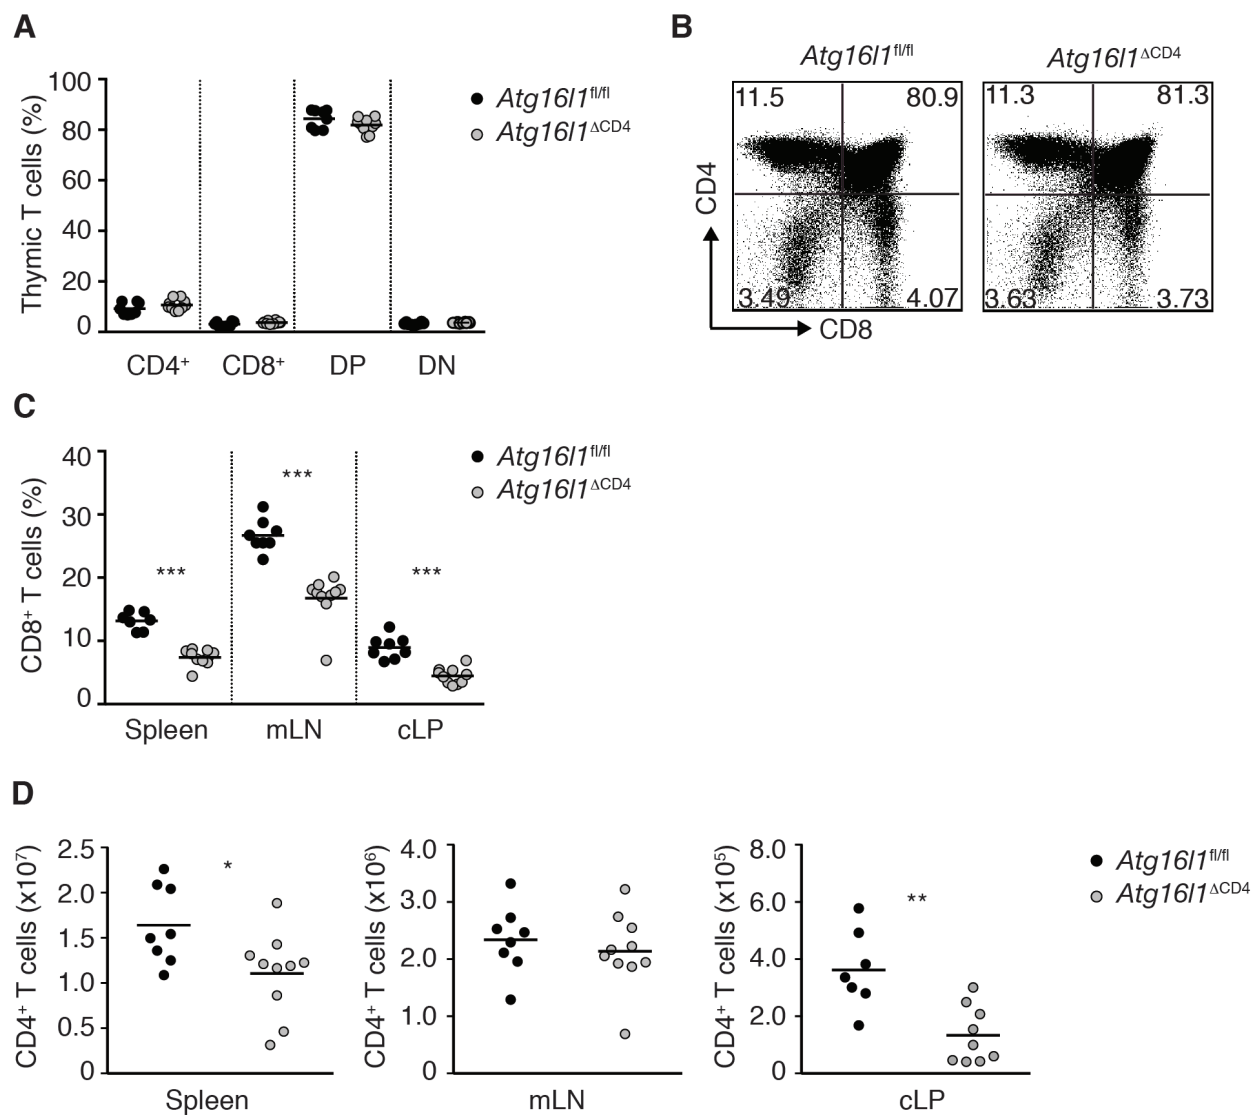 A
Thymic T cells (%)
100
80
60
40
20
0
CD4⁺ CD8⁺ DP DN
Atg16l1fl/fl
Atg16l1ΔCD4
B
Atg16l1fl/fl Atg16l1ΔCD4
11.5 80.9 11.3 81.3
3.49 4.07 3.63 3.73
CD4
CD8
C
CD8⁺ T cells (%)
40
30
20
10
0
*** *** ***
Spleen mLN cLP
Atg16l1fl/fl
Atg16l1ΔCD4
D
CD4⁺ T cells (x10⁷)
2.5
2.0
1.5
1.0
0.5
0
*
Spleen
CD4⁺ T cells (x10⁶)
4.0
3.0
2.0
1.0
0
mLN
CD4⁺ T cells (x10⁵)
8.0
6.0
4.0
2.0
0
**
cLP
Atg16l1fl/fl
Atg16l1ΔCD4